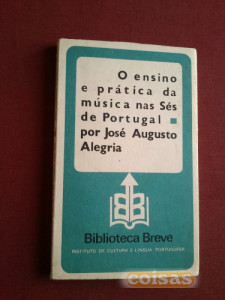 O ensino
e prática da
música nas Sés
de Portugal
por José Augusto
Alegria
Biblioteca Breve
INSTITUTO DE CULTURA E LÍNGUA PORTUGUESA
coisas